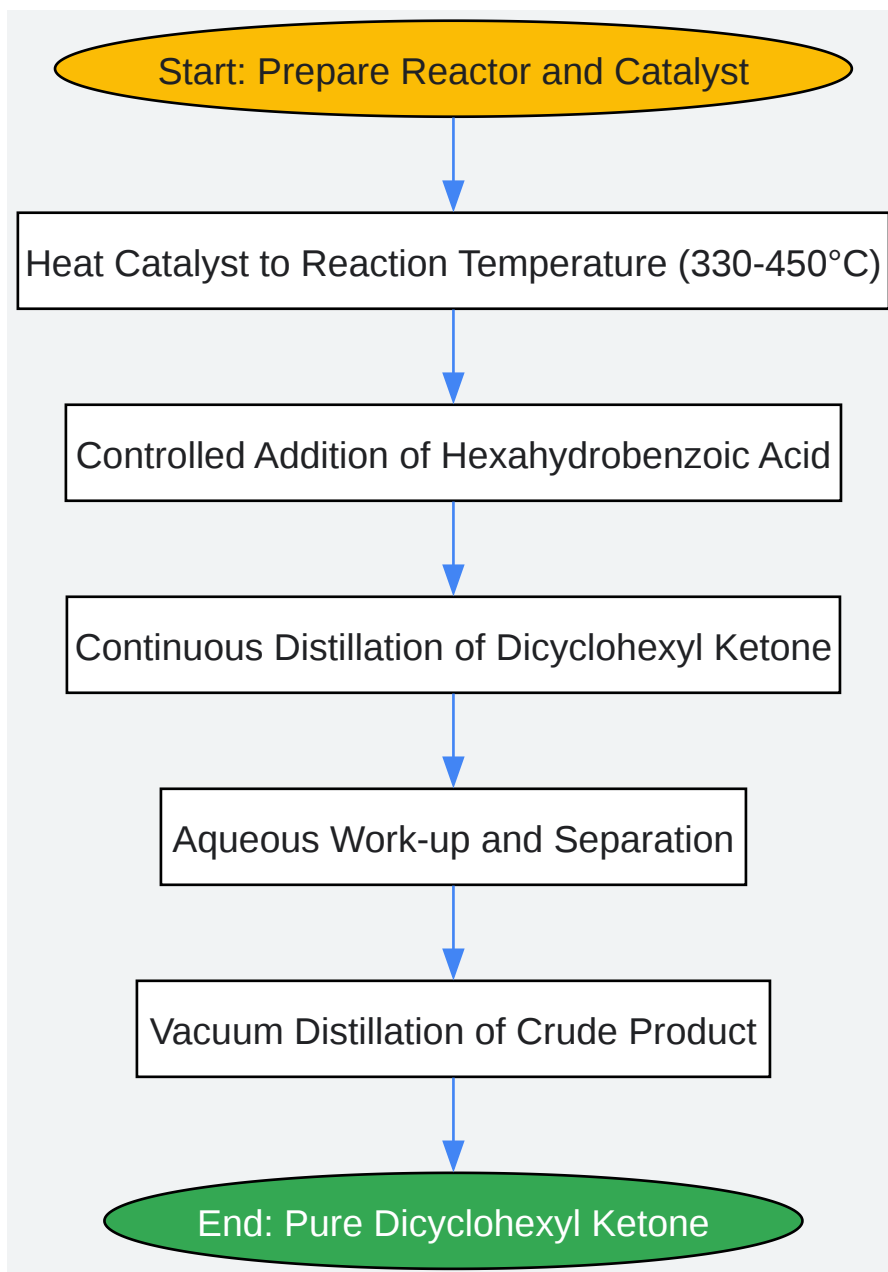 Start: Prepare Reactor and Catalyst
Heat Catalyst to Reaction Temperature (330-450°C)
Controlled Addition of Hexahydrobenzoic Acid
Continuous Distillation of Dicyclohexyl Ketone
Aqueous Work-up and Separation
Vacuum Distillation of Crude Product
End: Pure Dicyclohexyl Ketone